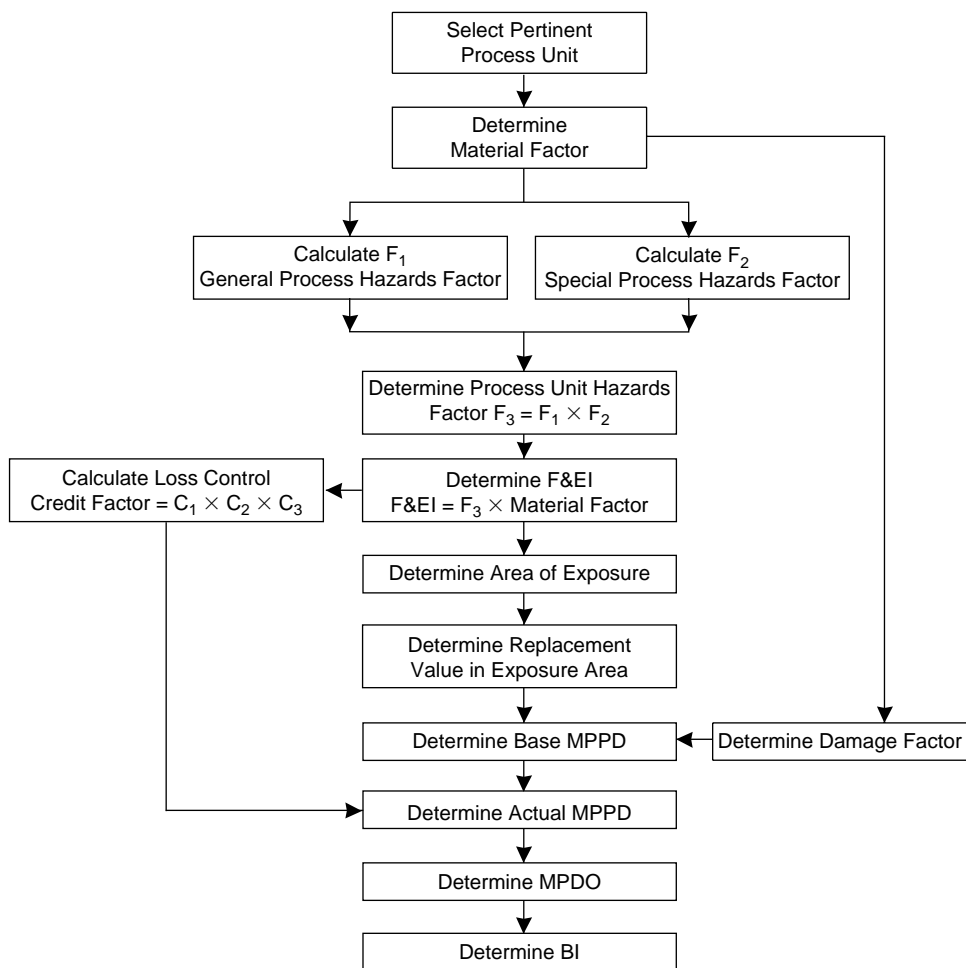 Select Pertinent
Process Unit
Determine
Material Factor
Calculate F₁
General Process Hazards Factor
Calculate F₂
Special Process Hazards Factor
Determine Process Unit Hazards
Factor F₃ = F₁ × F₂
Calculate Loss Control
Credit Factor = C₁ × C₂ × C₃
Determine F&EI
F&EI = F₃ × Material Factor
Determine Area of Exposure
Determine Replacement
Value in Exposure Area
Determine Base MPPD
Determine Damage Factor
Determine Actual MPPD
Determine MPDO
Determine BI